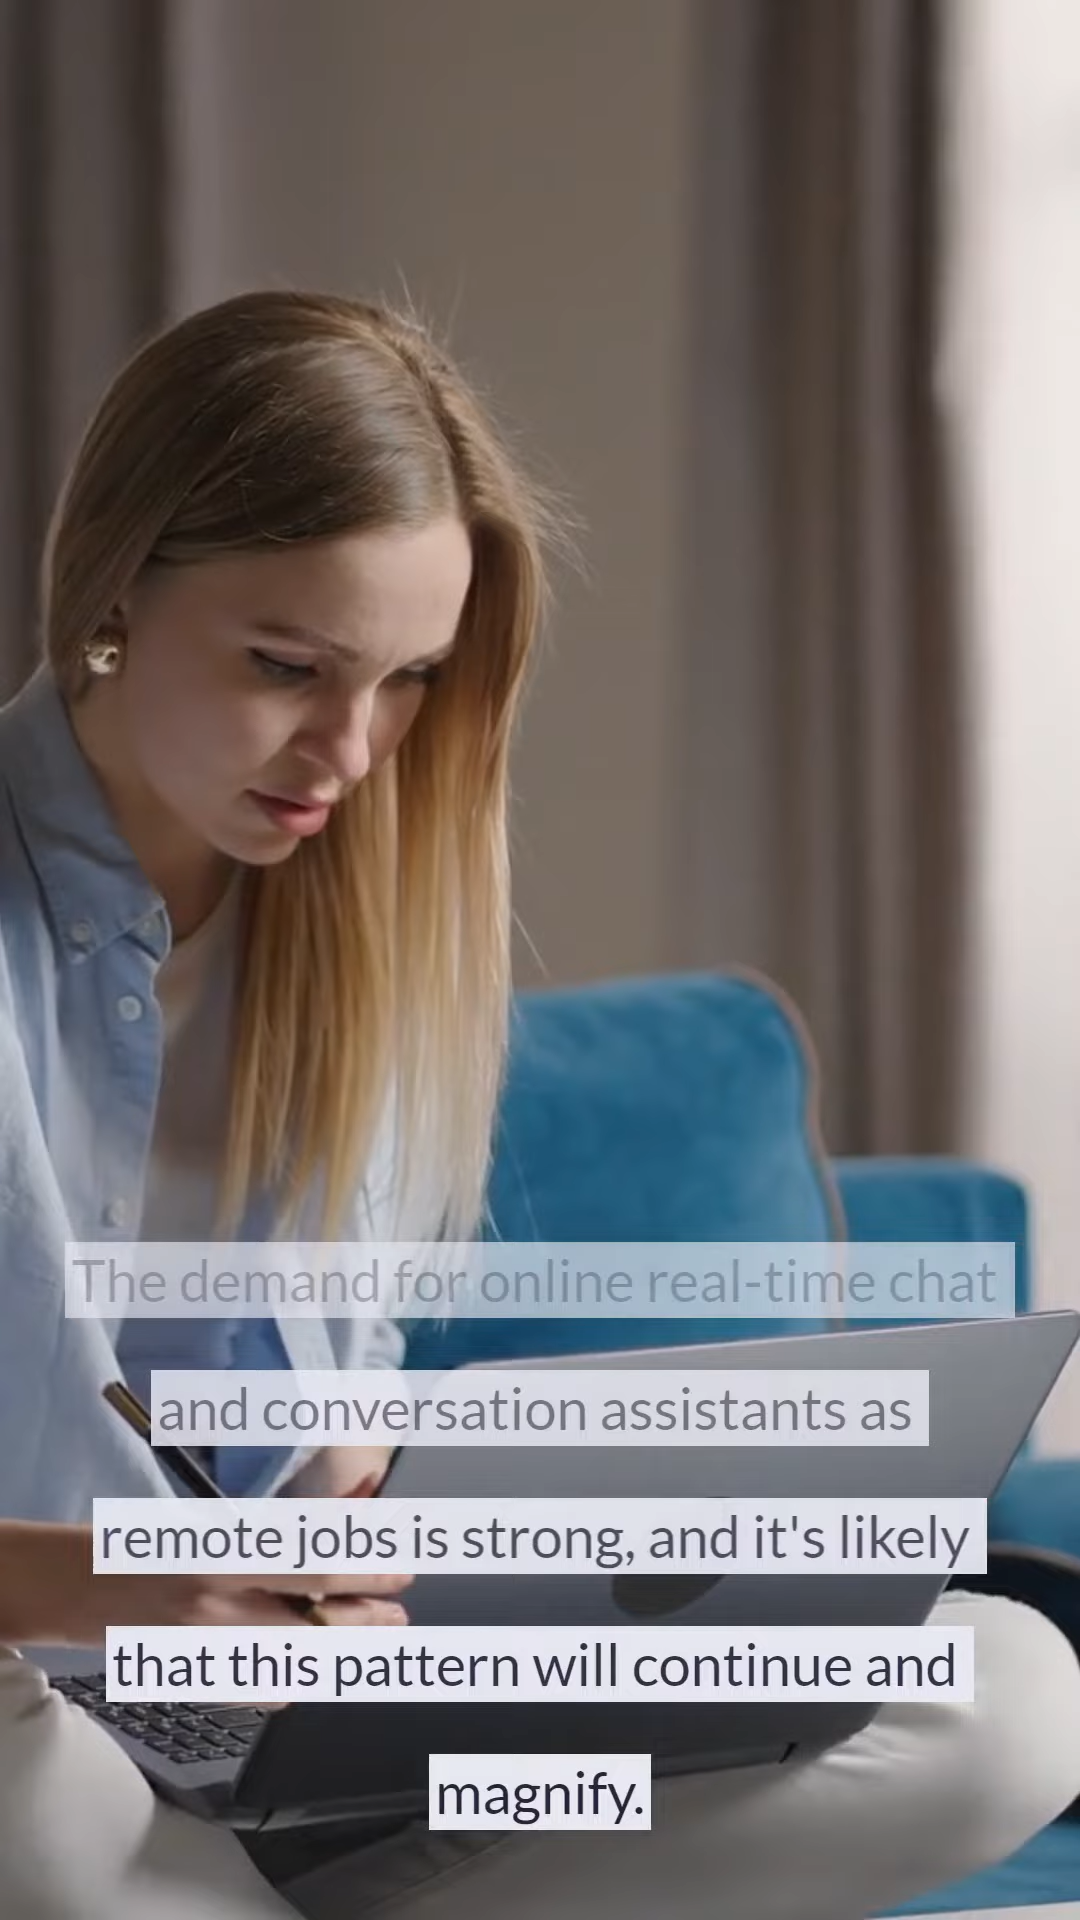 The demand for online real-time chat
and conversation assistants as
remote jobs is strong, and it's likely
that this pattern will continue and
magnify.